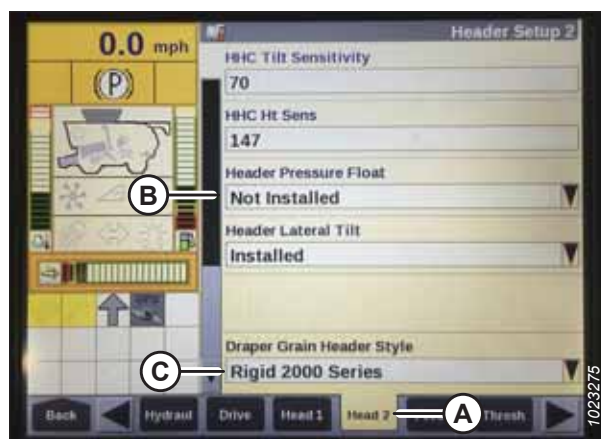 0.0 mph
Header Setup 2
(P)
HHC Tilt Sensitivity
70
HHC Ht Sens
147
Header Pressure Float
B
Not Installed
Header Lateral Tilt
Installed
Draper Grain Header Style
C
Rigid 2000 Series
Back
Hydraul
Drive
Head 1
Head 2
A
Thresh
1023275